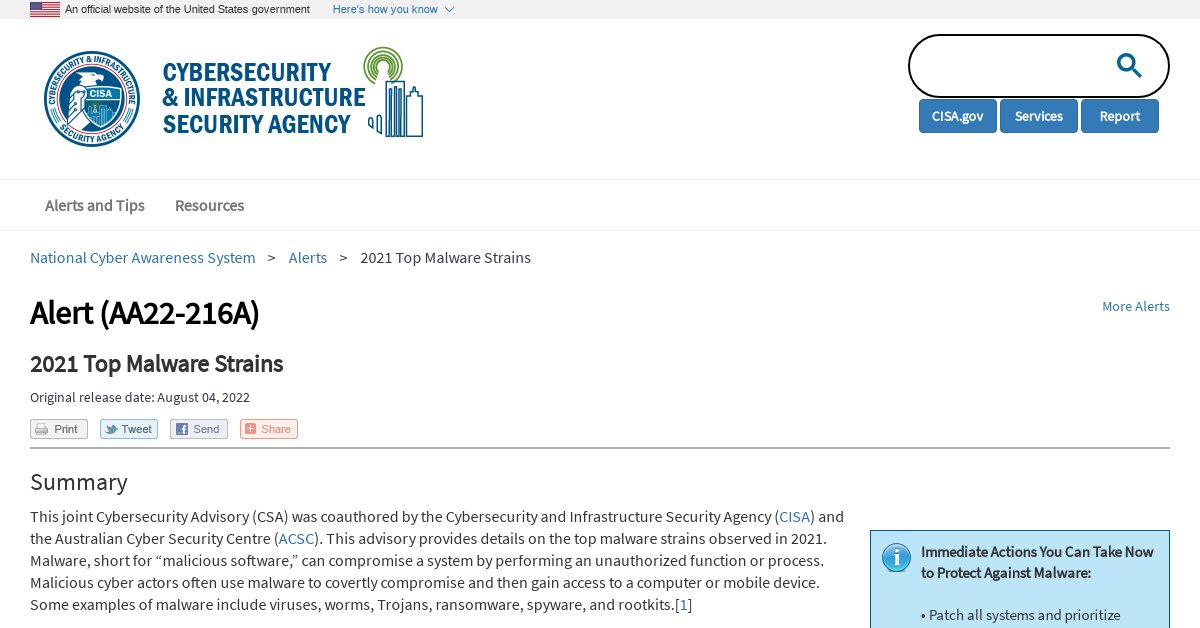 An official website of the United States government Here's how you know
CYBERSECURITY & INFRASTRUCTURE
CISA
SECURITY AGENCY
CYBERSECURITY
& INFRASTRUCTURE
SECURITY AGENCY
CISA.gov Services Report
Alerts and Tips Resources
National Cyber Awareness System > Alerts > 2021 Top Malware Strains
Alert (AA22-216A)
More Alerts
2021 Top Malware Strains
Original release date: August 04, 2022
Print Tweet Send Share
Summary
This joint Cybersecurity Advisory (CSA) was coauthored by the Cybersecurity and Infrastructure Security Agency (CISA) and
the Australian Cyber Security Centre (ACSC). This advisory provides details on the top malware strains observed in 2021.
Malware, short for “malicious software,” can compromise a system by performing an unauthorized function or process.
Malicious cyber actors often use malware to covertly compromise and then gain access to a computer or mobile device.
Some examples of malware include viruses, worms, Trojans, ransomware, spyware, and rootkits.[1]
Immediate Actions You Can Take Now
to Protect Against Malware:
• Patch all systems and prioritize